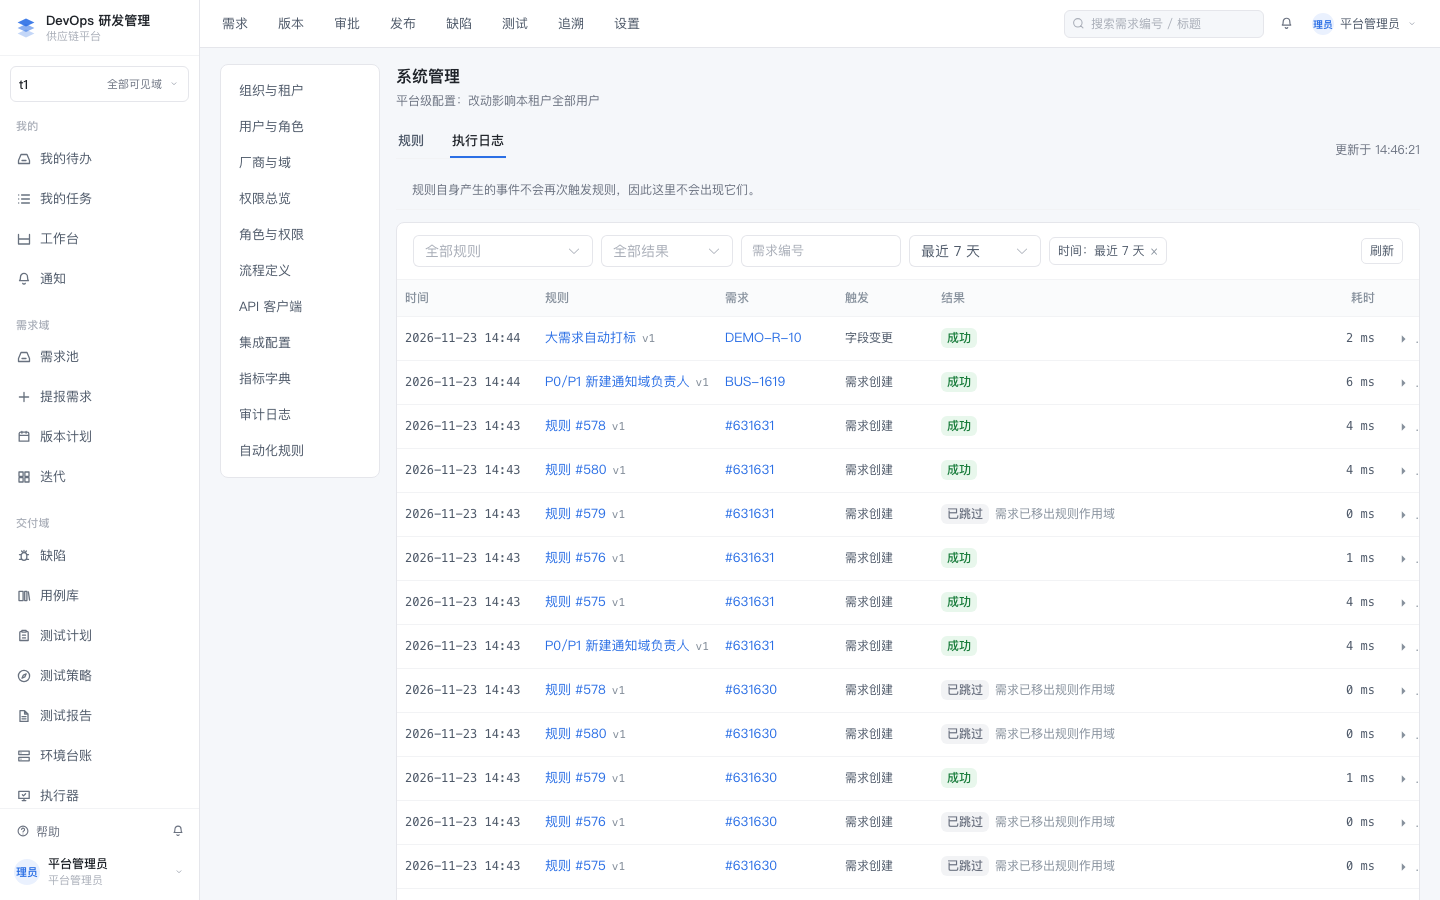 DevOps 研发管理
供应链平台
t1 全部可见域
我的
我的待办
我的任务
工作台
通知
需求域
需求池
提报需求
版本计划
迭代
交付域
缺陷
用例库
测试计划
测试策略
测试报告
环境台账
执行器
帮助
理员 平台管理员
平台管理员
需求 版本 审批 发布 缺陷 测试 追溯 设置
搜索需求编号 / 标题
理员 平台管理员
组织与租户
用户与角色
厂商与域
权限总览
角色与权限
流程定义
API 客户端
集成配置
指标字典
审计日志
自动化规则
系统管理
平台级配置：改动影响本租户全部用户
规则 执行日志
更新于 14:46:21
规则自身产生的事件不会再次触发规则，因此这里不会出现它们。
全部规则 全部结果 需求编号 最近 7 天 时间：最近 7 天 × 刷新
时间 规则 需求 触发 结果 耗时
2026-11-23 14:44 大需求自动打标 v1 DEMO-R-10 字段变更 成功 2 ms
2026-11-23 14:44 P0/P1 新建通知域负责人 v1 BUS-1619 需求创建 成功 6 ms
2026-11-23 14:43 规则 #578 v1 #631631 需求创建 成功 4 ms
2026-11-23 14:43 规则 #580 v1 #631631 需求创建 成功 4 ms
2026-11-23 14:43 规则 #579 v1 #631631 需求创建 已跳过 需求已移出规则作用域 0 ms
2026-11-23 14:43 规则 #576 v1 #631631 需求创建 成功 1 ms
2026-11-23 14:43 规则 #575 v1 #631631 需求创建 成功 4 ms
2026-11-23 14:43 P0/P1 新建通知域负责人 v1 #631631 需求创建 成功 4 ms
2026-11-23 14:43 规则 #578 v1 #631630 需求创建 已跳过 需求已移出规则作用域 0 ms
2026-11-23 14:43 规则 #580 v1 #631630 需求创建 已跳过 需求已移出规则作用域 0 ms
2026-11-23 14:43 规则 #579 v1 #631630 需求创建 成功 1 ms
2026-11-23 14:43 规则 #576 v1 #631630 需求创建 已跳过 需求已移出规则作用域 0 ms
2026-11-23 14:43 规则 #575 v1 #631630 需求创建 已跳过 需求已移出规则作用域 0 ms